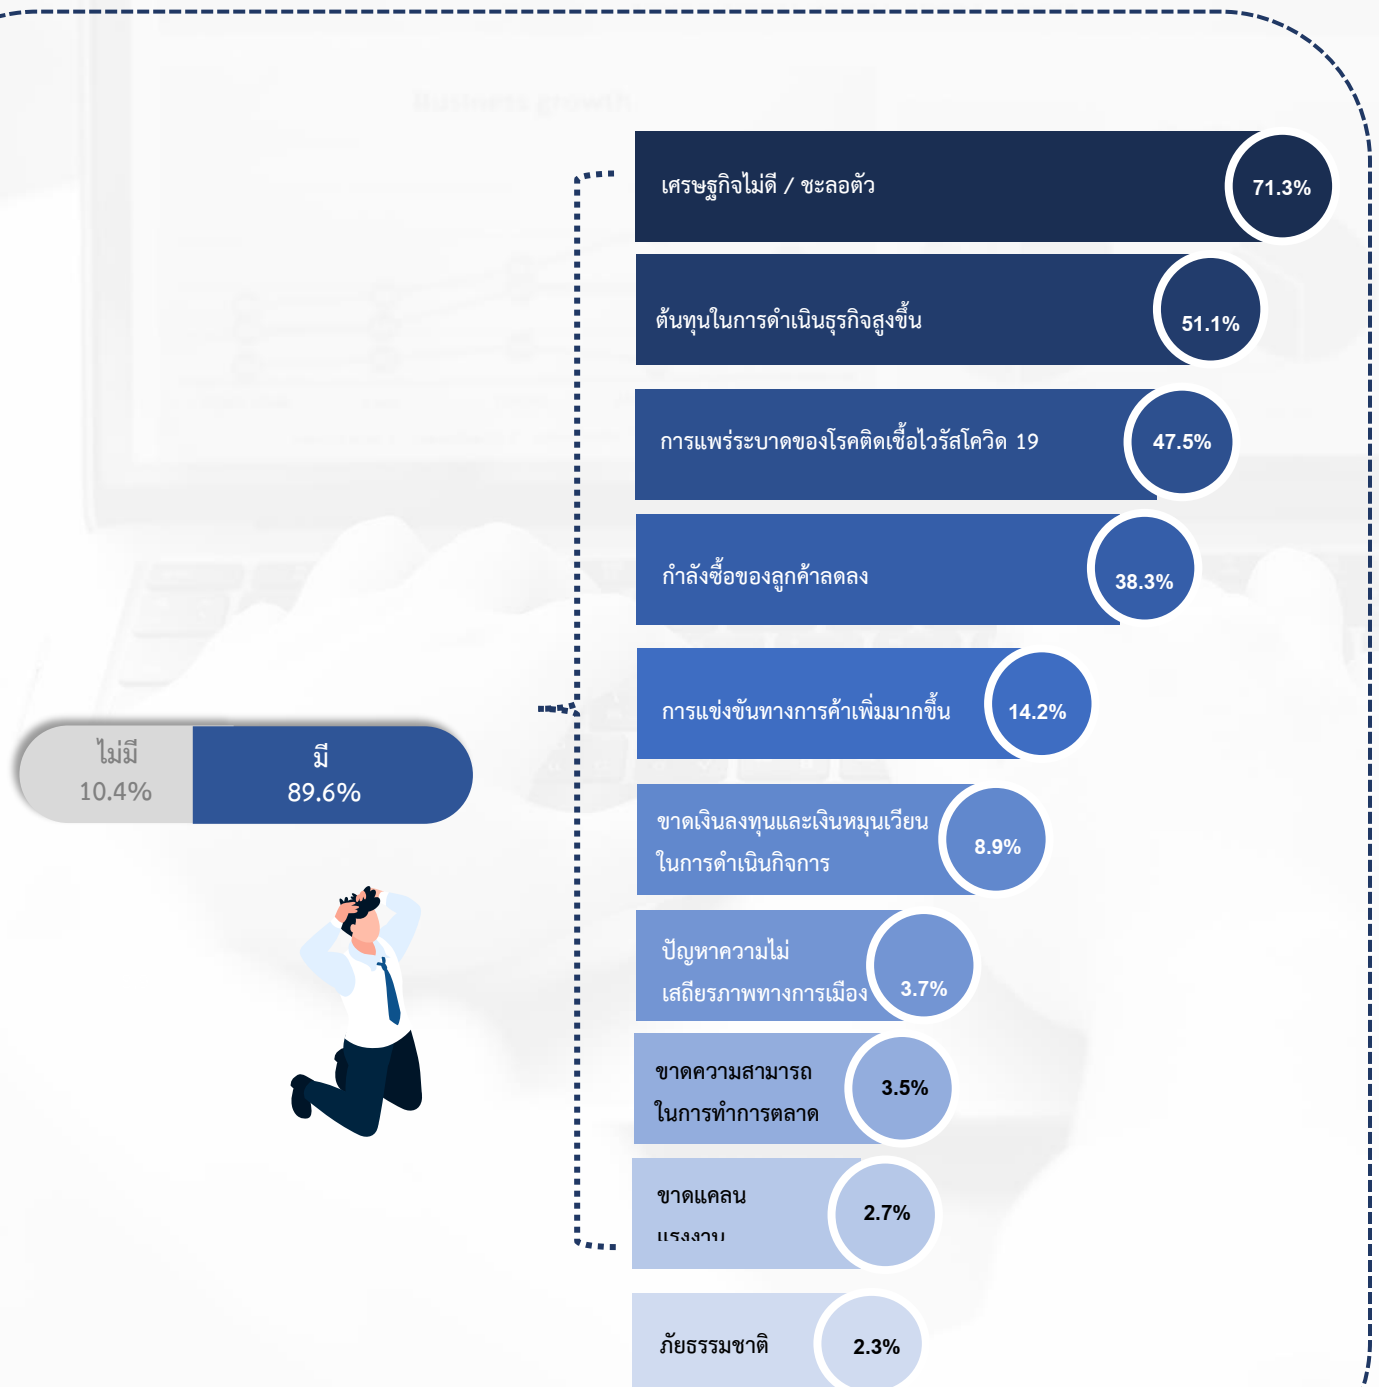 Business growth
เศรษฐกิจไม่ดี / ชะลอตัว
71.3%
ต้นทุนในการดำเนินธุรกิจสูงขึ้น
51.1%
การแพร่ระบาดของโรคติดเชื้อไวรัสโควิด 19
47.5%
กำลังซื้อของลูกค้าลดลง
38.3%
การแข่งขันทางการค้าเพิ่มมากขึ้น
14.2%
ไม่มี
10.4%
มี
89.6%
ขาดเงินลงทุนและเงินหมุนเวียน
ในการดำเนินกิจการ
8.9%
ปัญหาความไม่
เสถียรภาพทางการเมือง
3.7%
ขาดความสามารถ
ในการทำการตลาด
3.5%
ขาดแคลน
แรงงาน
2.7%
ภัยธรรมชาติ
2.3%